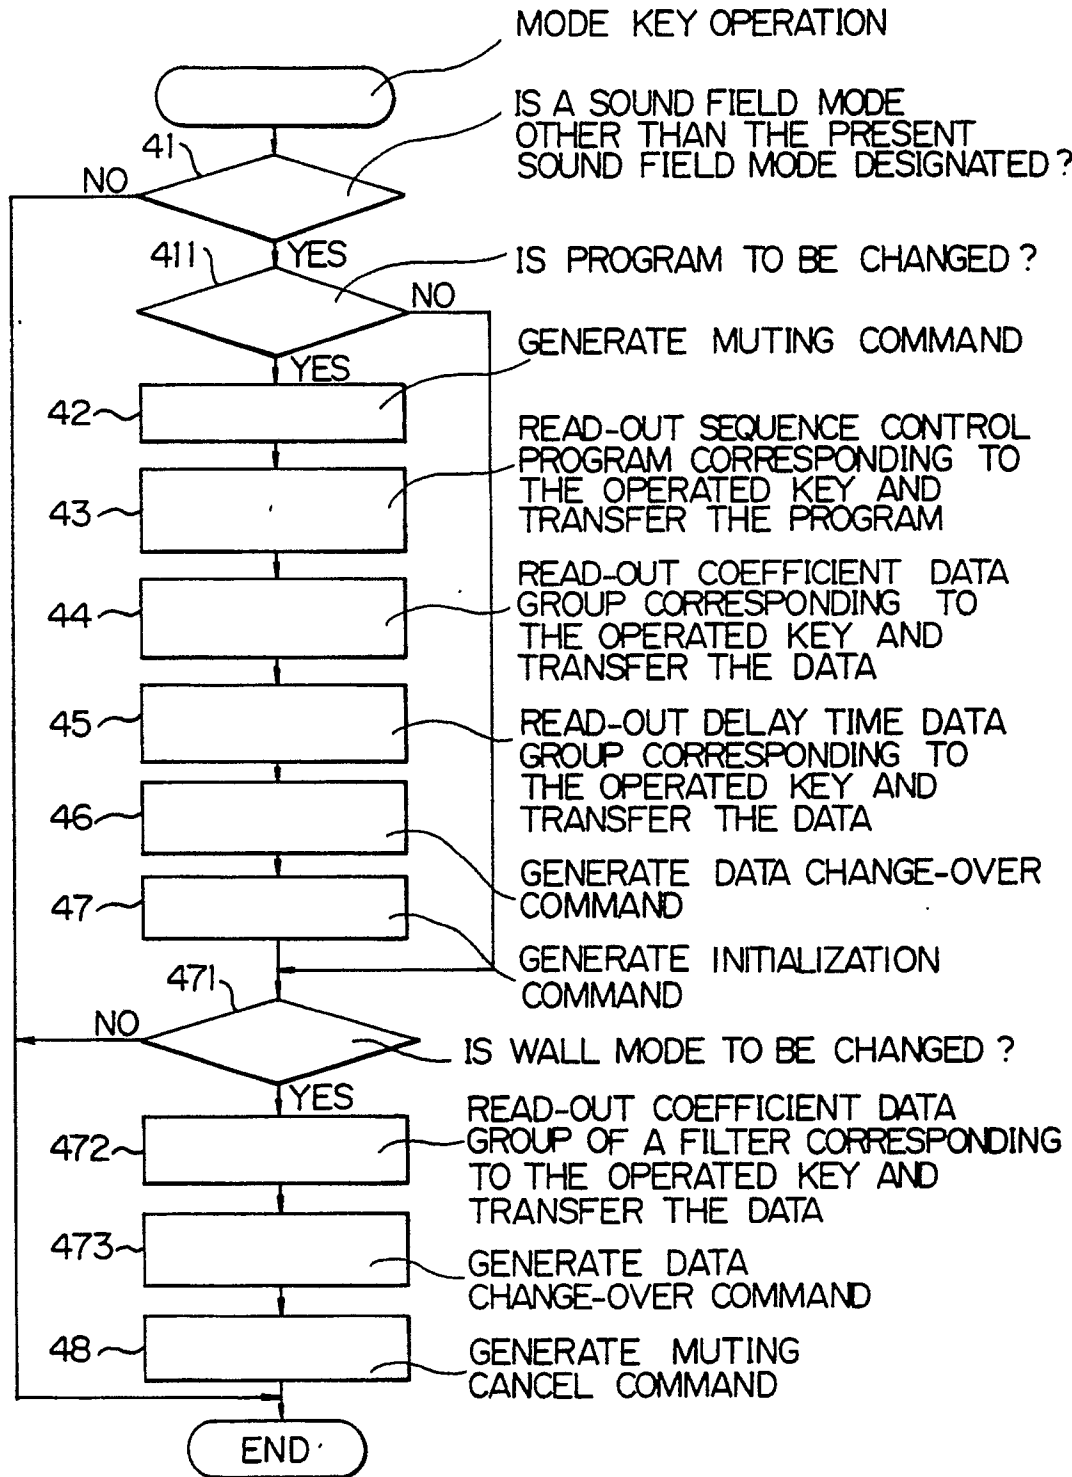 MODE KEY OPERATION
IS A SOUND FIELD MODE
OTHER THAN THE PRESENT
SOUND FIELD MODE DESIGNATED?
41
NO
YES
411
IS PROGRAM TO BE CHANGED?
NO
YES
GENERATE MUTING COMMAND
42
READ-OUT SEQUENCE CONTROL
PROGRAM CORRESPONDING TO
THE OPERATED KEY AND
TRANSFER THE PROGRAM
43
READ-OUT COEFFICIENT DATA
GROUP CORRESPONDING TO
THE OPERATED KEY AND
TRANSFER THE DATA
44
45
READ-OUT DELAY TIME DATA
GROUP CORRESPONDING TO
THE OPERATED KEY AND
TRANSFER THE DATA
46
GENERATE DATA CHANGE-OVER
COMMAND
47
GENERATE INITIALIZATION
COMMAND
471
NO
IS WALL MODE TO BE CHANGED?
YES
READ-OUT COEFFICIENT DATA
GROUP OF A FILTER CORRESPONDING
TO THE OPERATED KEY AND
TRANSFER THE DATA
472
473
GENERATE DATA
CHANGE-OVER COMMAND
48
GENERATE MUTING
CANCEL COMMAND
END